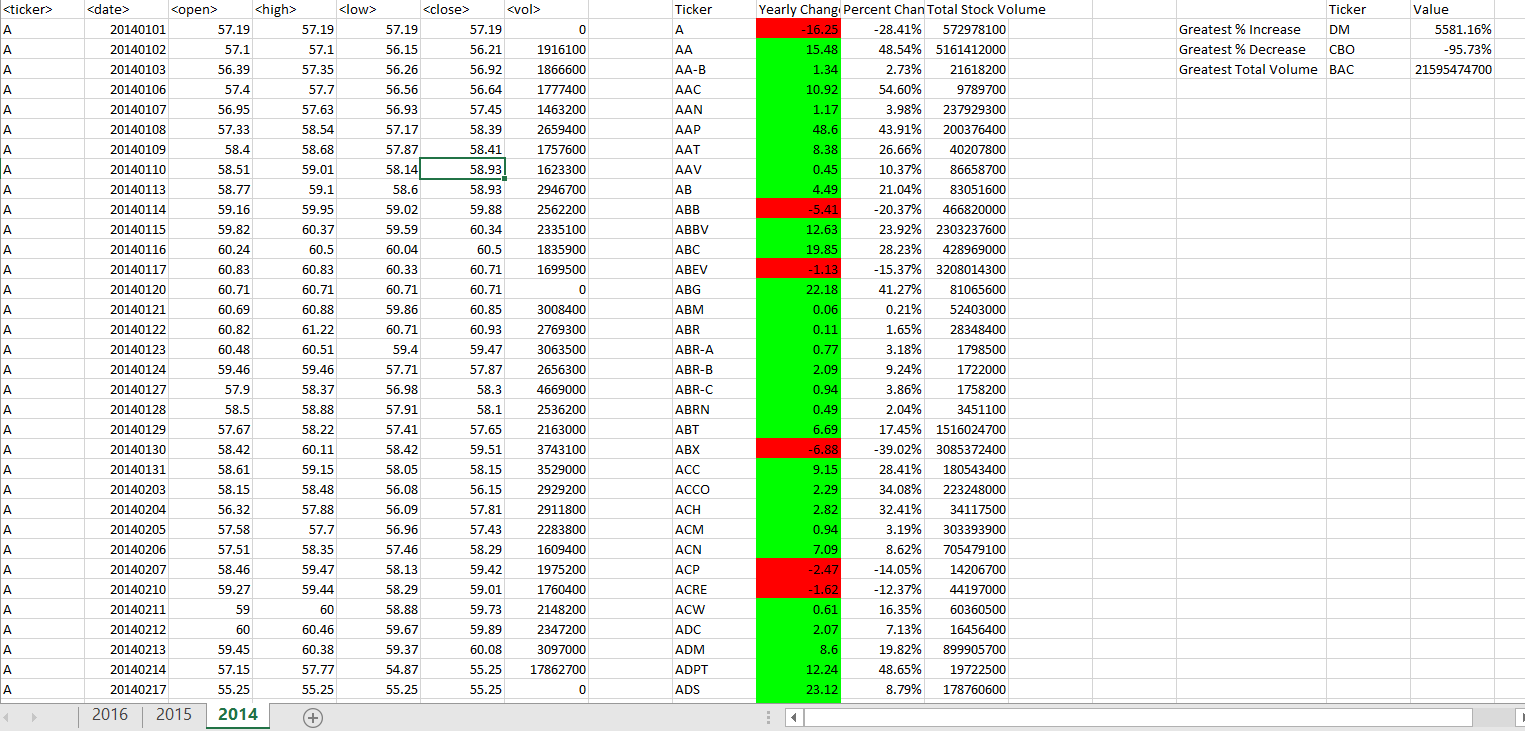 <ticker> <date> <open> <high> <low> <close> <vol> Ticker Yearly Chang Percent Chan Total Stock Volume Ticker Value
A 20140101 57.19 57.19 57.19 57.19 0 A -16.25 -28.41% 572978100 Greatest % Increase DM 5581.16%
A 20140102 57.1 57.1 56.15 56.21 1916100 AA 15.48 48.54% 5161412000 Greatest % Decrease CBO -95.73%
A 20140103 56.39 57.35 56.26 56.92 1866600 AA-B 1.34 2.73% 21618200 Greatest Total Volume BAC 21595474700
A 20140106 57.4 57.7 56.56 56.64 1777400 AAC 10.92 54.60% 9789700
A 20140107 56.95 57.63 56.93 57.45 1463200 AAN 1.17 3.98% 237929300
A 20140108 57.33 58.54 57.17 58.39 2659400 AAP 48.6 43.91% 200376400
A 20140109 58.4 58.68 57.87 58.41 1757600 AAT 8.38 26.66% 40207800
A 20140110 58.51 59.01 58.14 58.93 1623300 AAV 0.45 10.37% 86658700
A 20140113 58.77 59.1 58.6 58.93 2946700 AB 4.49 21.04% 83051600
A 20140114 59.16 59.95 59.02 59.88 2562200 ABB -5.41 -20.37% 466820000
A 20140115 59.82 60.37 59.59 60.34 2335100 ABBV 12.63 23.92% 2303237600
A 20140116 60.24 60.5 60.04 60.5 1835900 ABC 19.85 28.23% 428969000
A 20140117 60.83 60.83 60.33 60.71 1699500 ABEV -1.13 -15.37% 3208014300
A 20140120 60.71 60.71 60.71 60.71 0 ABG 22.18 41.27% 81065600
A 20140121 60.69 60.88 59.86 60.85 3008400 ABM 0.06 0.21% 52403000
A 20140122 60.82 61.22 60.71 60.93 2769300 ABR 0.11 1.65% 28348400
A 20140123 60.48 60.51 59.4 59.47 3063500 ABR-A 0.77 3.18% 1798500
A 20140124 59.46 59.46 57.71 57.87 2656300 ABR-B 2.09 9.24% 1722000
A 20140127 57.9 58.37 56.98 58.3 4669000 ABR-C 0.94 3.86% 1758200
A 20140128 58.5 58.88 57.91 58.1 2536200 ABRN 0.49 2.04% 3451100
A 20140129 57.67 58.22 57.41 57.65 2163000 ABT 6.69 17.45% 1516024700
A 20140130 58.42 60.11 58.42 59.51 3743100 ABX -6.88 -39.02% 3085372400
A 20140131 58.61 59.15 58.05 58.15 3529000 ACC 9.15 28.41% 180543400
A 20140203 58.15 58.48 56.08 56.15 2929200 ACCO 2.29 34.08% 223248000
A 20140204 56.32 57.88 56.09 57.81 2911800 ACH 2.82 32.41% 34117500
A 20140205 57.58 57.7 56.96 57.43 2283800 ACM 0.94 3.19% 303393900
A 20140206 57.51 58.35 57.46 58.29 1609400 ACN 7.09 8.62% 705479100
A 20140207 58.46 59.47 58.13 59.42 1975200 ACP -2.47 -14.05% 14206700
A 20140210 59.27 59.44 58.29 59.01 1760400 ACRE -1.62 -12.37% 44197000
A 20140211 59 60 58.88 59.73 2148200 ACW 0.61 16.35% 60360500
A 20140212 60 60.46 59.67 59.89 2347200 ADC 2.07 7.13% 16456400
A 20140213 59.45 60.38 59.37 60.08 3097000 ADM 8.6 19.82% 899905700
A 20140214 57.15 57.77 54.87 55.25 17862700 ADPT 12.24 48.65% 19722500
A 20140217 55.25 55.25 55.25 55.25 0 ADS 23.12 8.79% 178760600
2016 2015 2014